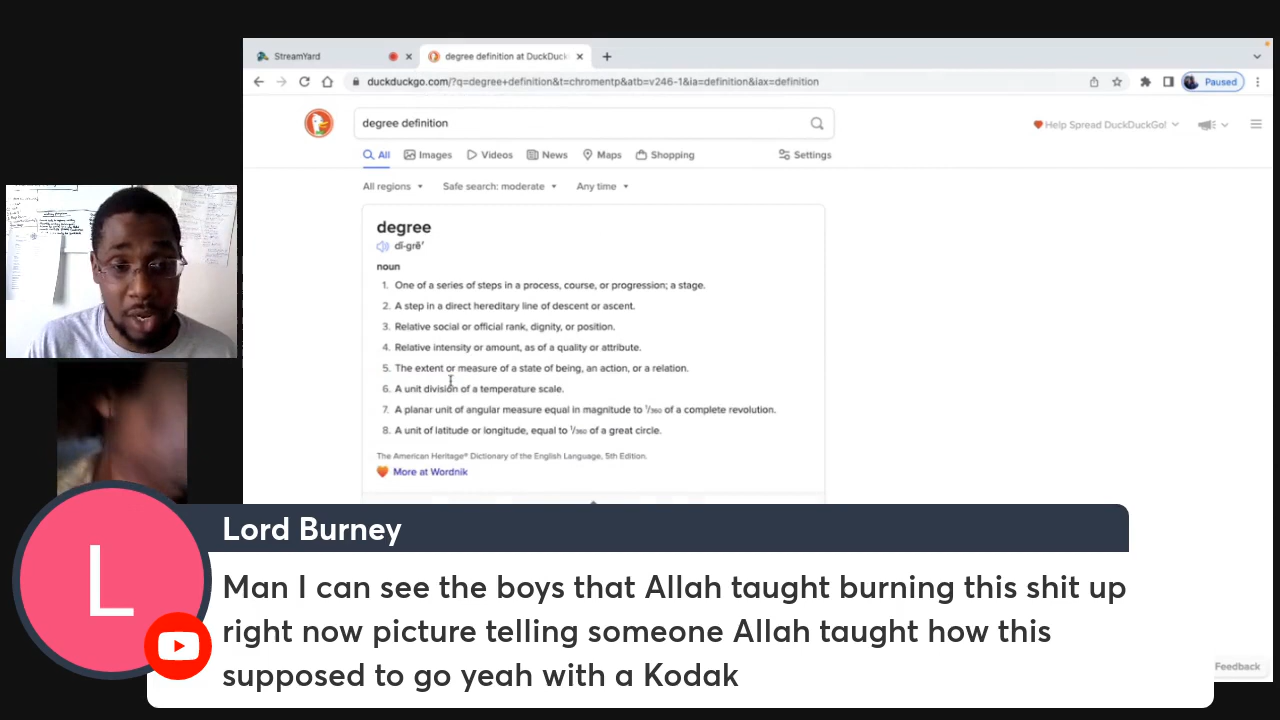 StreamYard
degree definition at DuckDuck
duckduckgo.com/?q=degree+definition&t=chromentp&atb=v246-1&ia=definition&iax=definition
Paused
degree definition
Help Spread DuckDuckGo!
All Images Videos News Maps Shopping Settings
All regions Safe search: moderate Any time
degree
dĭ-grē′
noun
1. One of a series of steps in a process, course, or progression; a stage.
2. A step in a direct hereditary line of descent or ascent.
3. Relative social or official rank, dignity, or position.
4. Relative intensity or amount, as of a quality or attribute.
5. The extent or measure of a state of being, an action, or a relation.
6. A unit division of a temperature scale.
7. A planar unit of angular measure equal in magnitude to 1/360 of a complete revolution.
8. A unit of latitude or longitude, equal to 1/360 of a great circle.
The American Heritage® Dictionary of the English Language, 5th Edition.
More at Wordnik
Feedback
L
Lord Burney
Man I can see the boys that Allah taught burning this shit up
right now picture telling someone Allah taught how this
supposed to go yeah with a Kodak